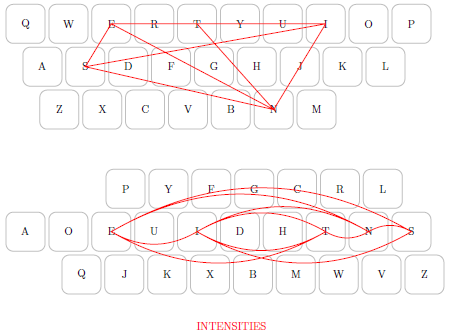 Q W E R T Y U I O P
A S D F G H J K L
Z X C V B N M
P Y F G C R L
A O E U I D H T N S
Q J K X B M W V Z
INTENSITIES